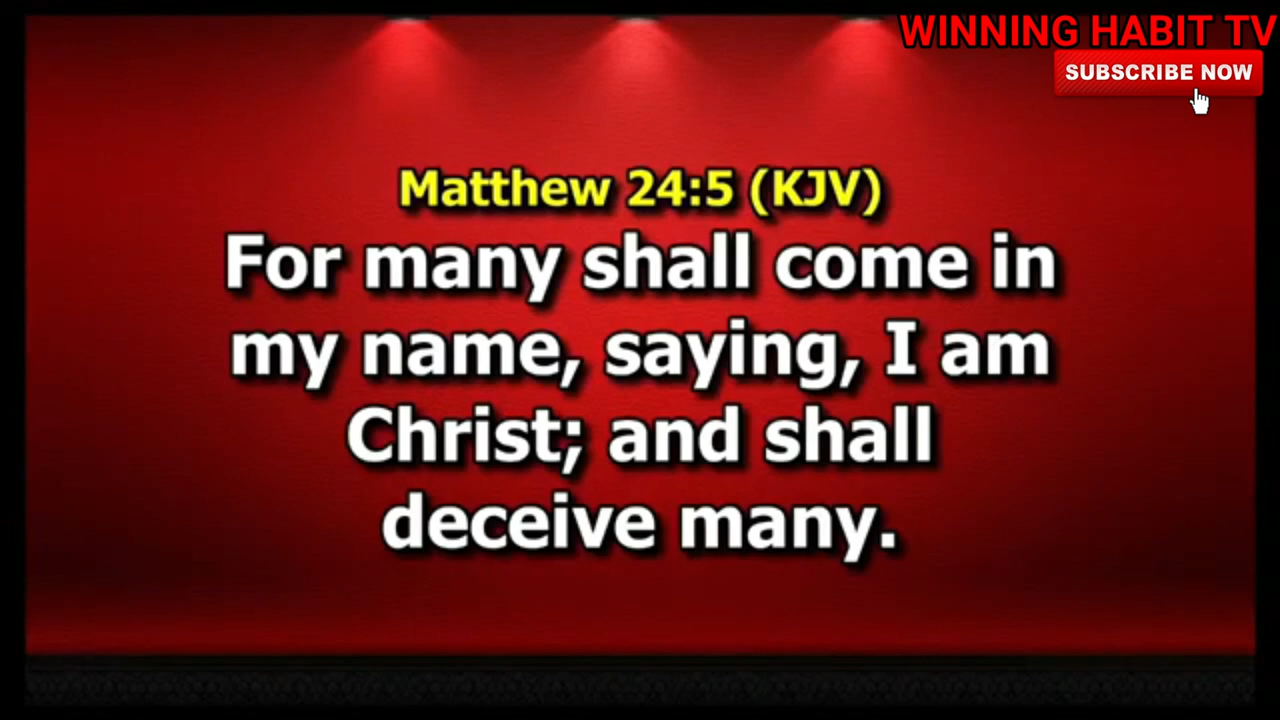 WINNING HABIT TV
SUBSCRIBE NOW
Matthew 24:5 (KJV)
For many shall come in
my name, saying, I am
Christ; and shall
deceive many.